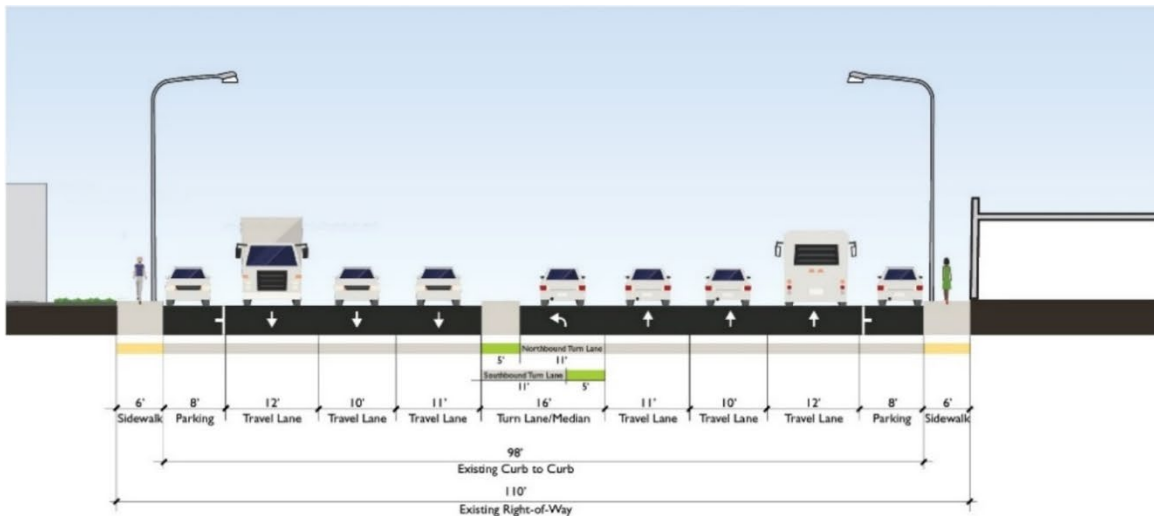 5'
Northbound Turn Lane
11'
Southbound Turn Lane
11'
5'
6' 8' 12' 10' 11' 16' 11' 10' 12' 8' 6'
Sidewalk Parking Travel Lane Travel Lane Travel Lane Turn Lane/Median Travel Lane Travel Lane Travel Lane Parking Sidewalk
98'
Existing Curb to Curb
110'
Existing Right-of-Way